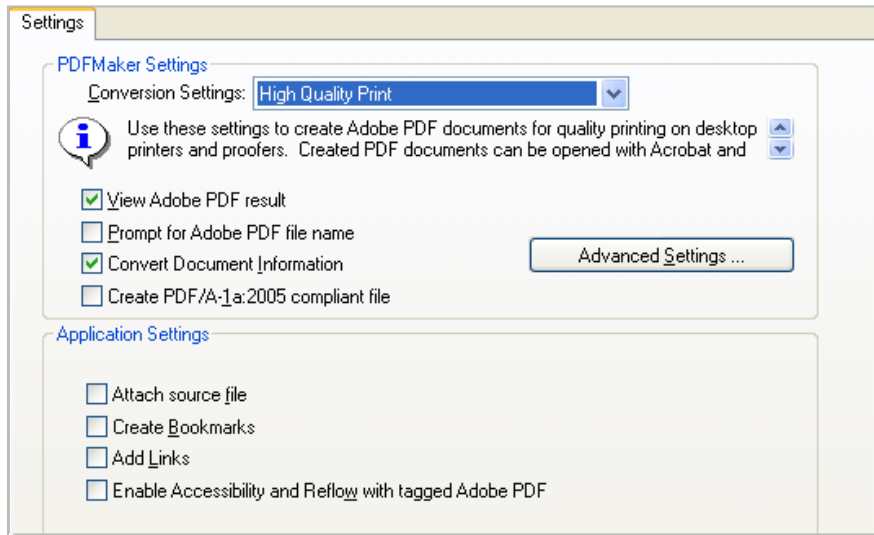 Settings
PDFMaker Settings
Conversion Settings: High Quality Print
Use these settings to create Adobe PDF documents for quality printing on desktop
printers and proofers. Created PDF documents can be opened with Acrobat and
View Adobe PDF result
Prompt for Adobe PDF file name
Convert Document Information
Advanced Settings ...
Create PDF/A-1a:2005 compliant file
Application Settings
Attach source file
Create Bookmarks
Add Links
Enable Accessibility and Reflow with tagged Adobe PDF